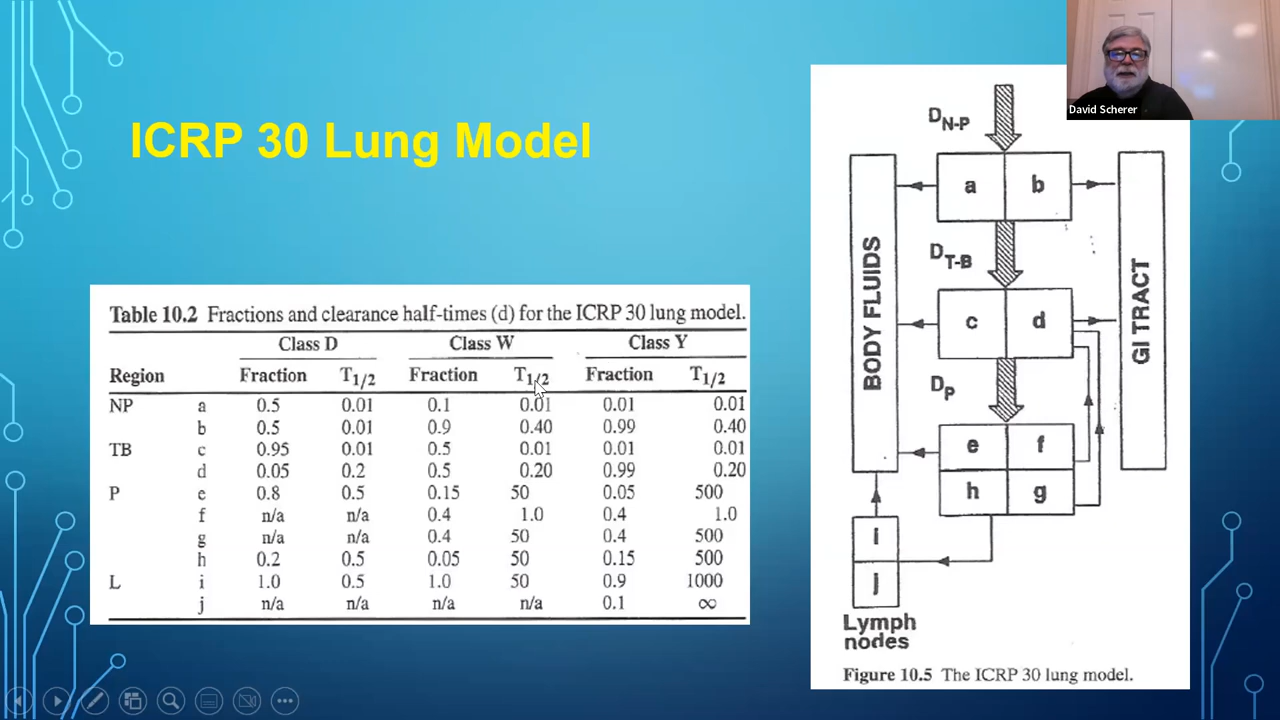 David Scherer
ICRP 30 Lung Model
Table 10.2 Fractions and clearance half-times (d) for the ICRP 30 lung model.
Class D Class W Class Y
Region Fraction T1/2 Fraction T1/2 Fraction T1/2
NP a 0.5 0.01 0.1 0.01 0.01 0.01
b 0.5 0.01 0.9 0.40 0.99 0.40
TB c 0.95 0.01 0.5 0.01 0.01 0.01
d 0.05 0.2 0.5 0.20 0.99 0.20
P e 0.8 0.5 0.15 50 0.05 500
f n/a n/a 0.4 1.0 0.4 1.0
g n/a n/a 0.4 50 0.4 500
h 0.2 0.5 0.05 50 0.15 500
L i 1.0 0.5 1.0 50 0.9 1000
j n/a n/a n/a n/a 0.1 ∞
DN-P
a b
DT-B
c d
DP
e f
h g
i
j
BODY FLUIDS
GI TRACT
Lymph
nodes
Figure 10.5 The ICRP 30 lung model.